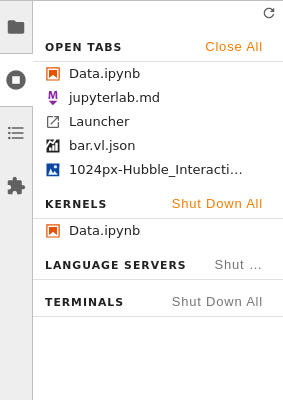 OPEN TABS Close All
Data.ipynb
M jupyterlab.md
Launcher
bar.vl.json
1024px-Hubble_Interacti...
KERNELS Shut Down All
Data.ipynb
LANGUAGE SERVERS Shut ...
TERMINALS Shut Down All